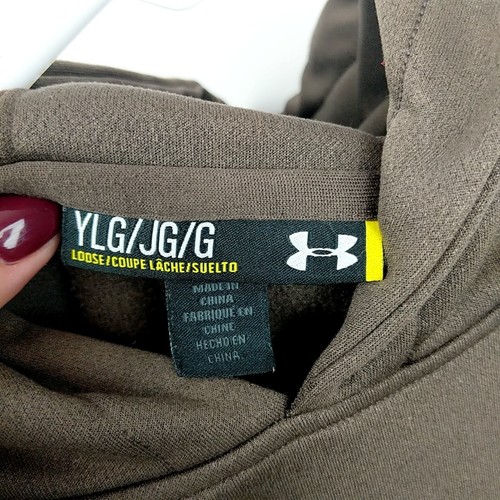 YLG/JG/G
LOOSE/COUPE LÂCHE/SUELTO
MADE IN
CHINA
FABRIQUÉ EN
CHINE
HECHO EN
CHINA